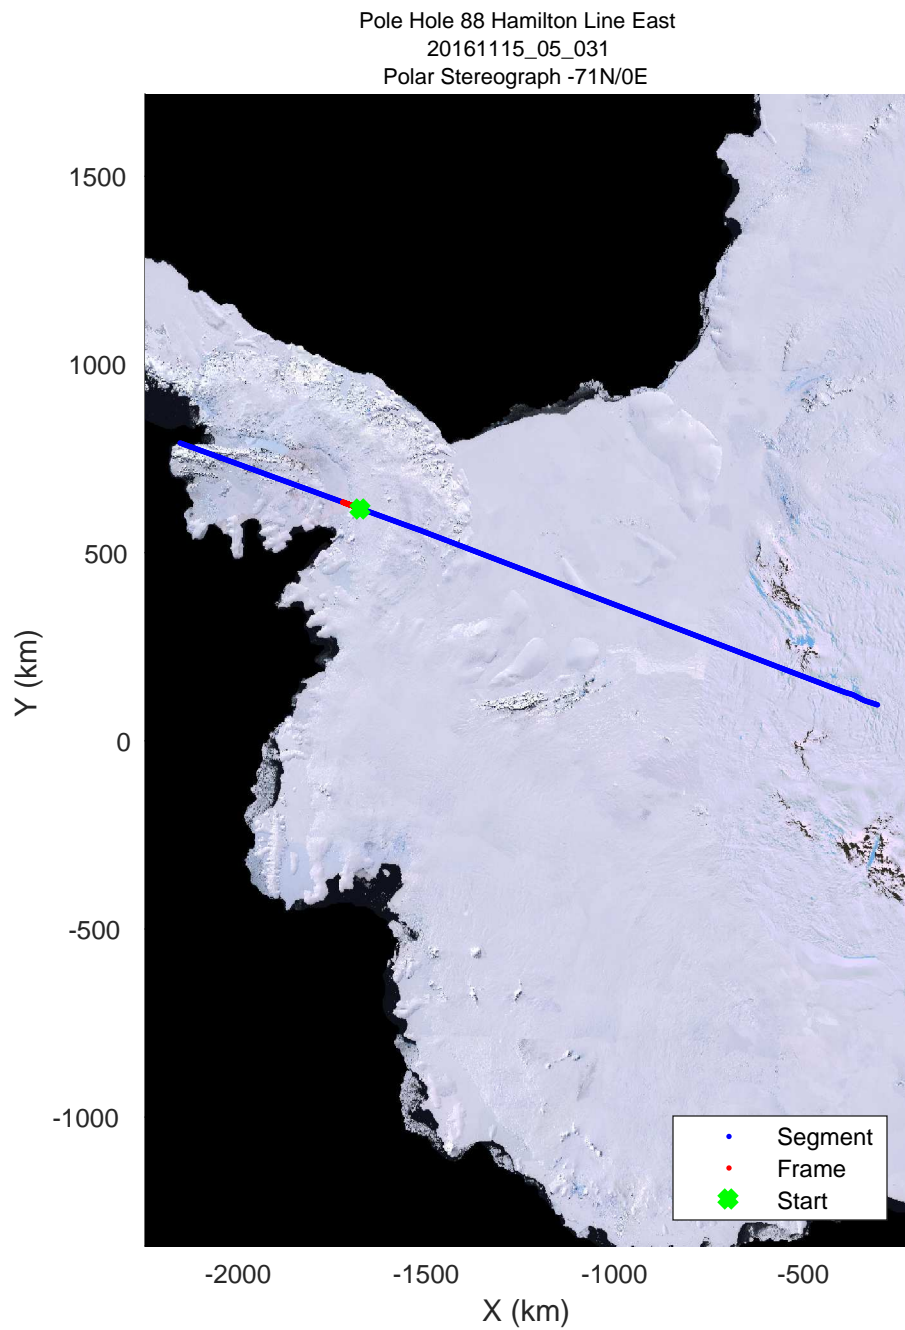 Pole Hole 88 Hamilton Line East
20161115_05_031
Polar Stereograph -71N/0E
1500
1000
500
0
-500
-1000
Y (km)
Segment
Frame
Start
-2000 -1500 -1000 -500
X (km)